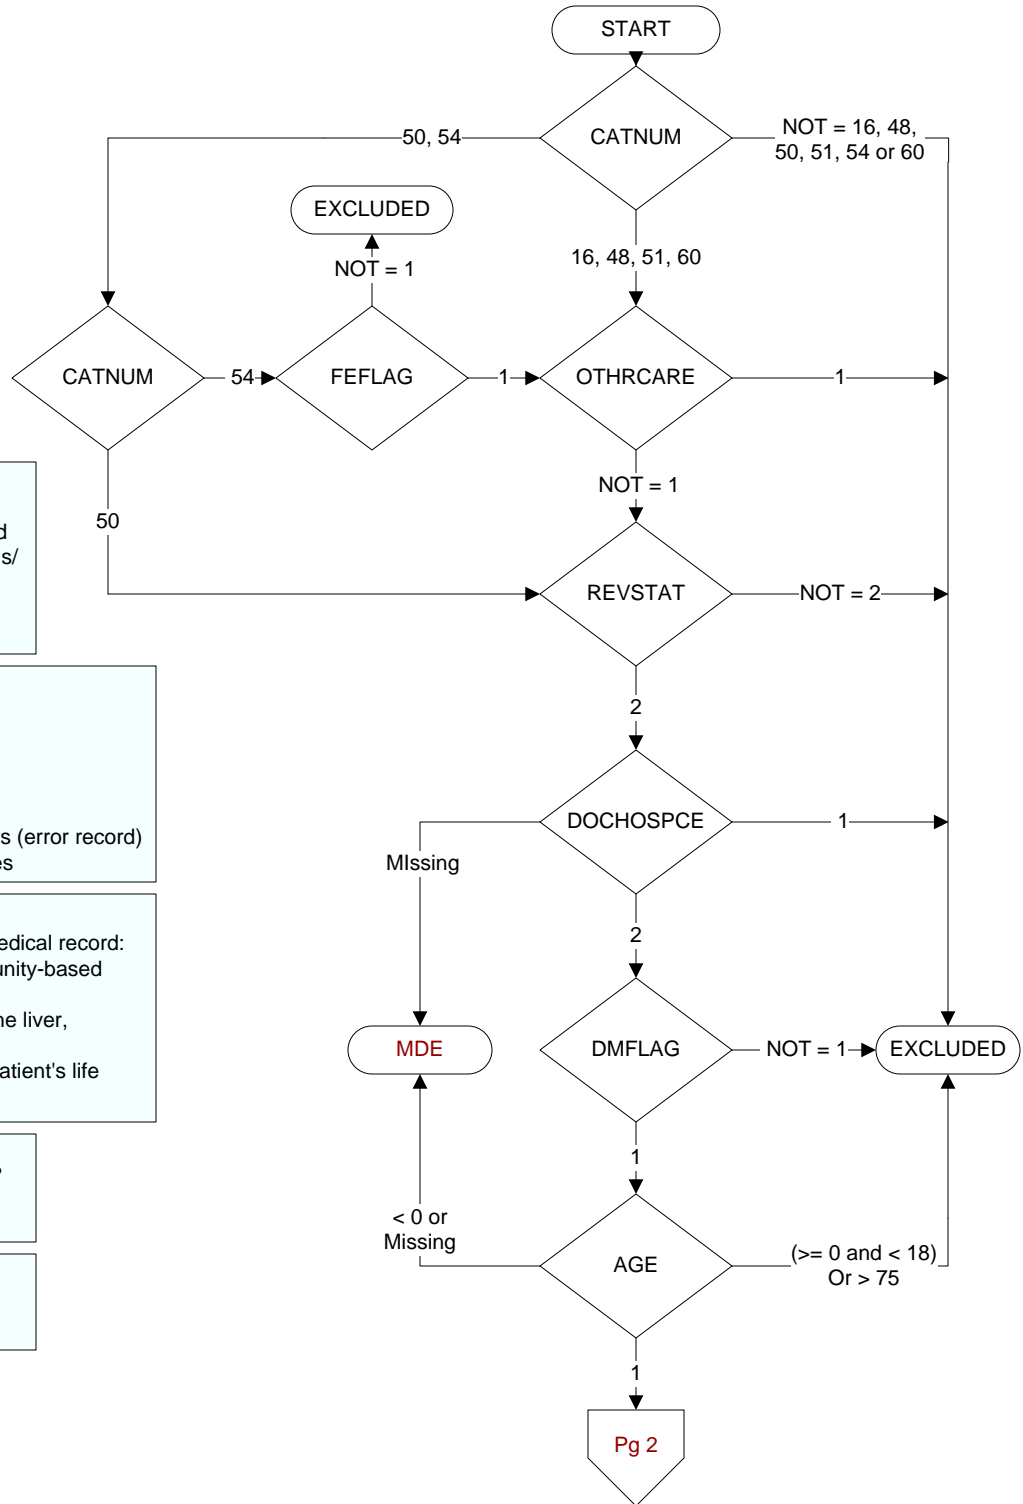 START
CATNUM
50, 54
NOT = 16, 48,
50, 51, 54 or 60
EXCLUDED
NOT = 1
16, 48, 51, 60
CATNUM
54
FEFLAG
1
OTHRCARE
1
NOT = 1
50
REVSTAT
NOT = 2
2
DOCHOSPCE
1
MIssing
2
MDE
DMFLAG
NOT = 1
EXCLUDED
1
< 0 or
Missing
AGE
(>= 0 and < 18)
Or > 75
1
Pg 2
d
s/
s (error record)
es
edical record:
unity-based
ne liver,
atient's life